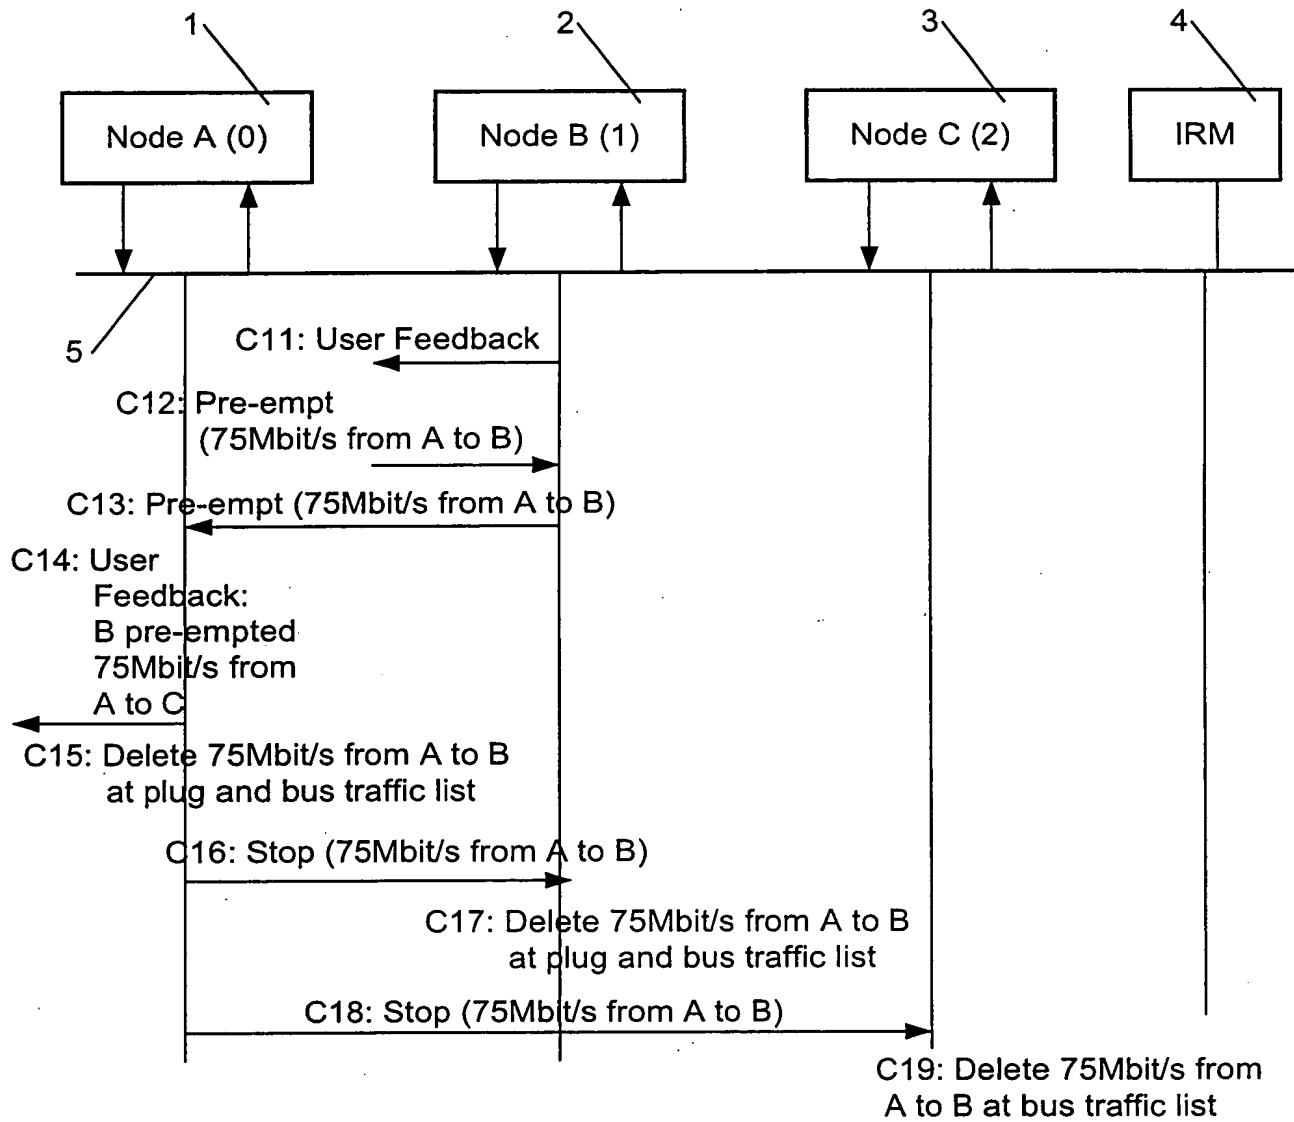 1
2
3
4
Node A (0)
Node B (1)
Node C (2)
IRM
5
C11: User Feedback
C12: Pre-empt
(75Mbit/s from A to B)
C13: Pre-empt (75Mbit/s from A to B)
C14: User
Feedback:
B pre-empted
75Mbit/s from
A to C
C15: Delete 75Mbit/s from A to B
at plug and bus traffic list
C16: Stop (75Mbit/s from A to B)
C17: Delete 75Mbit/s from A to B
at plug and bus traffic list
C18: Stop (75Mbit/s from A to B)
C19: Delete 75Mbit/s from
A to B at bus traffic list